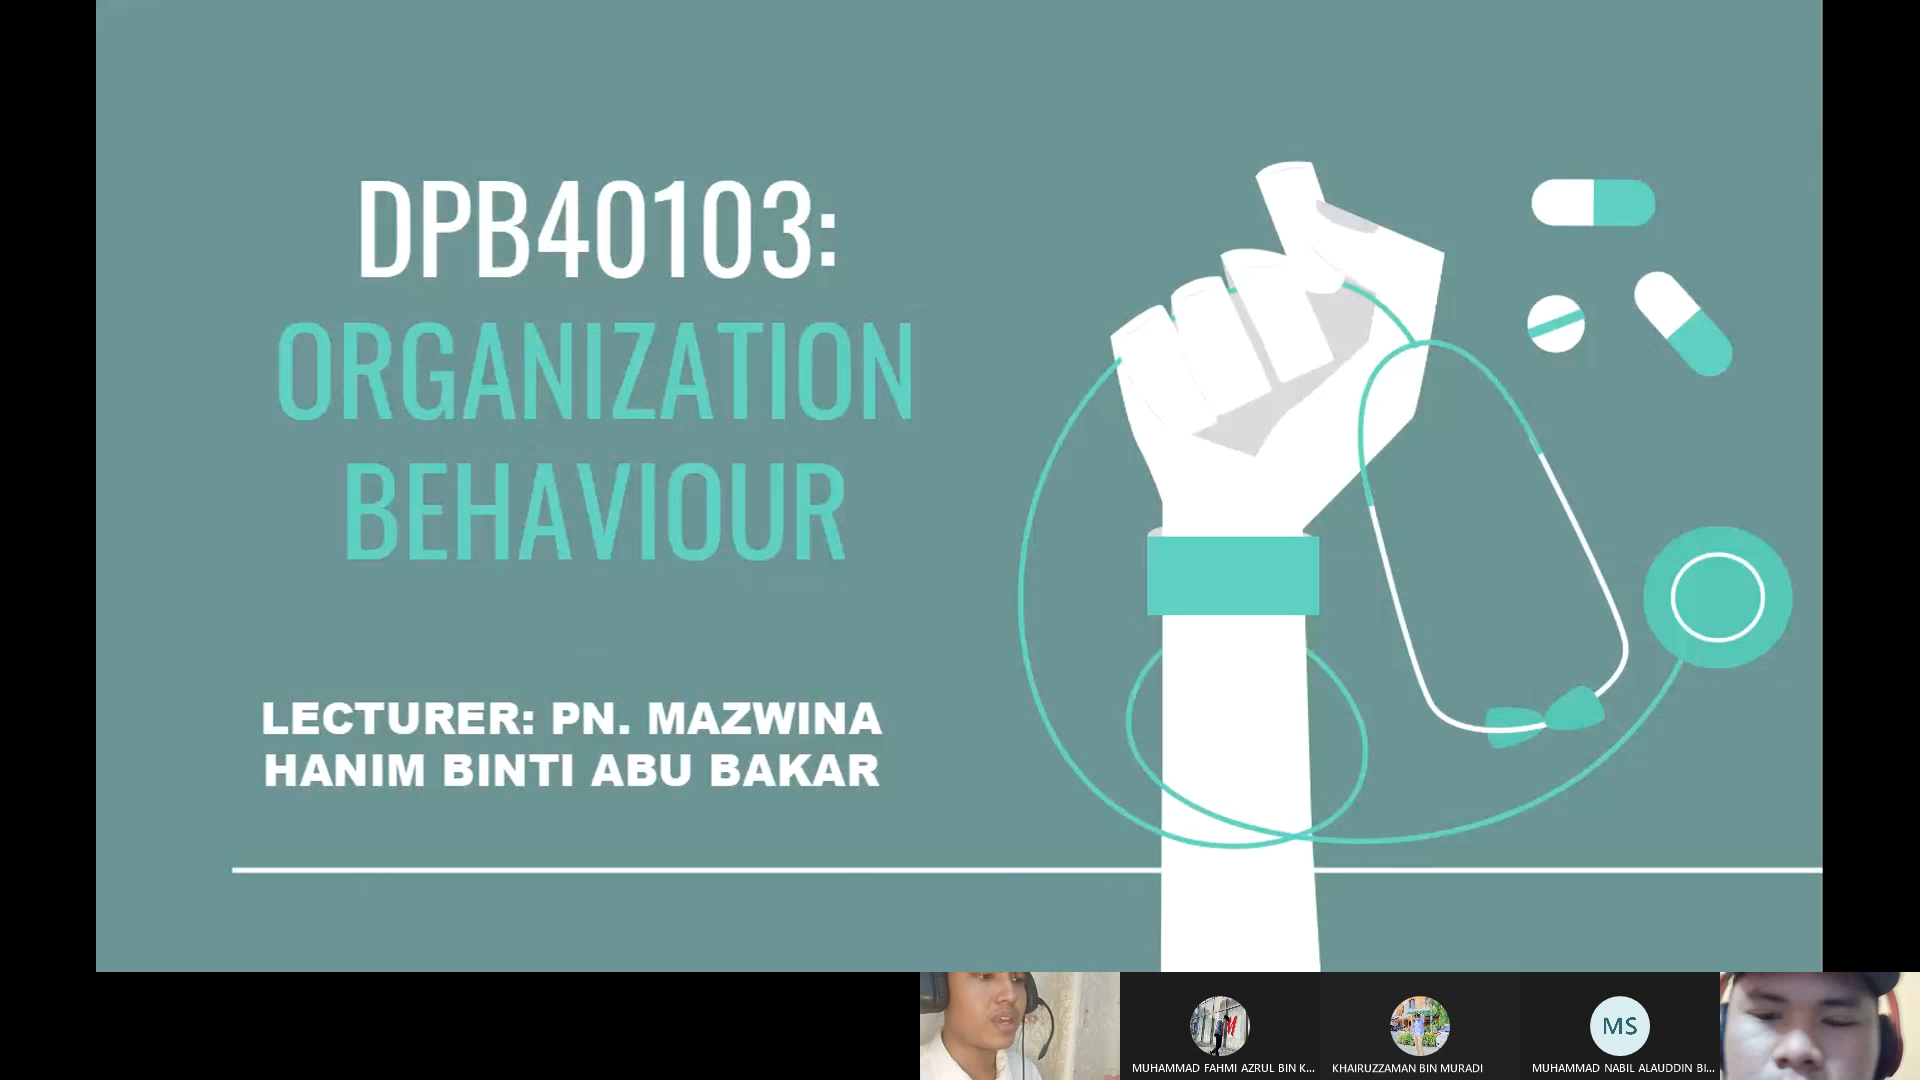 DPB40103:
ORGANIZATION
BEHAVIOUR
LECTURER: PN. MAZWINA
HANIM BINTI ABU BAKAR
MUHAMMAD FAHMI AZRUL BIN K...
KHAIRUZZAMAN BIN MURADI
MS
MUHAMMAD NABIL ALAUDDIN BI...